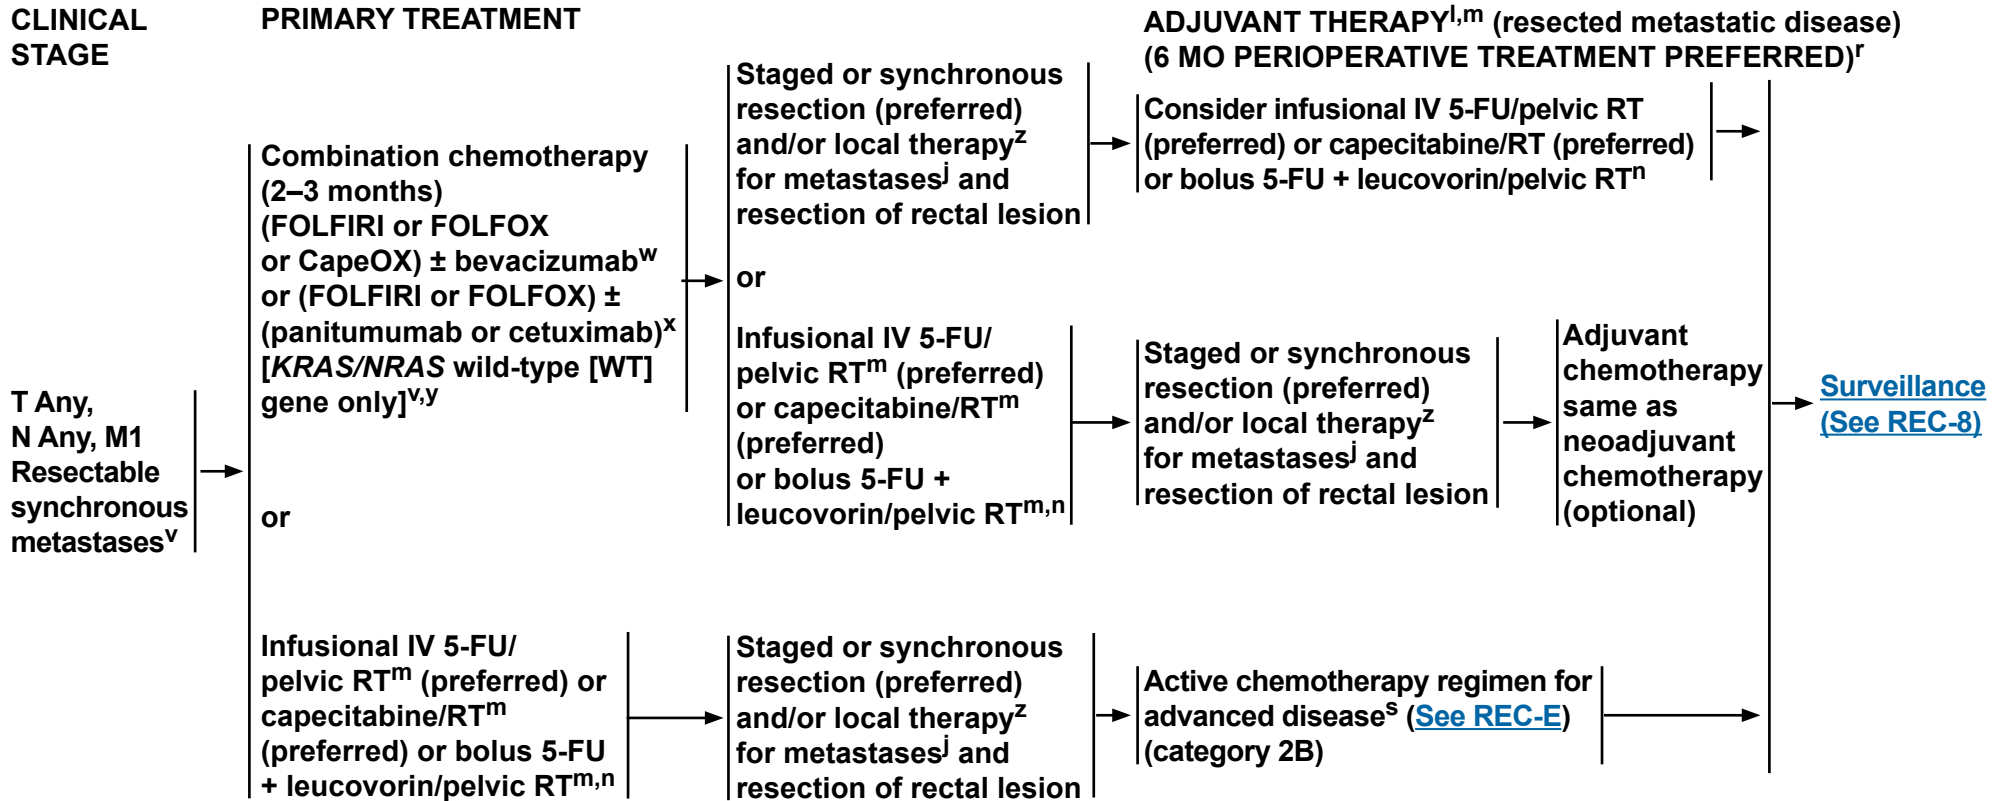 CLINICAL
STAGE
PRIMARY TREATMENT
ADJUVANT THERAPYl,m (resected metastatic disease)
(6 MO PERIOPERATIVE TREATMENT PREFERRED)r
T Any,
N Any, M1
Resectable
synchronous
metastasesv
Combination chemotherapy
(2–3 months)
(FOLFIRI or FOLFOX
or CapeOX) ± bevacizumabw
or (FOLFIRI or FOLFOX) ±
(panitumumab or cetuximab)x
[KRAS/NRAS wild-type [WT]
gene only]v,y
or
Infusional IV 5-FU/
pelvic RTm (preferred) or
capecitabine/RTm
(preferred) or bolus 5-FU
+ leucovorin/pelvic RTm,n
Staged or synchronous
resection (preferred)
and/or local therapyz
for metastasesj and
resection of rectal lesion
or
Infusional IV 5-FU/
pelvic RTm (preferred)
or capecitabine/RTm
(preferred)
or bolus 5-FU +
leucovorin/pelvic RTm,n
Staged or synchronous
resection (preferred)
and/or local therapyz
for metastasesj and
resection of rectal lesion
Consider infusional IV 5-FU/pelvic RT
(preferred) or capecitabine/RT (preferred)
or bolus 5-FU + leucovorin/pelvic RTn
Staged or synchronous
resection (preferred)
and/or local therapyz
for metastasesj and
resection of rectal lesion
Adjuvant
chemotherapy
same as
neoadjuvant
chemotherapy
(optional)
Active chemotherapy regimen for
advanced diseases (See REC-E)
(category 2B)
Surveillance
(See REC-8)